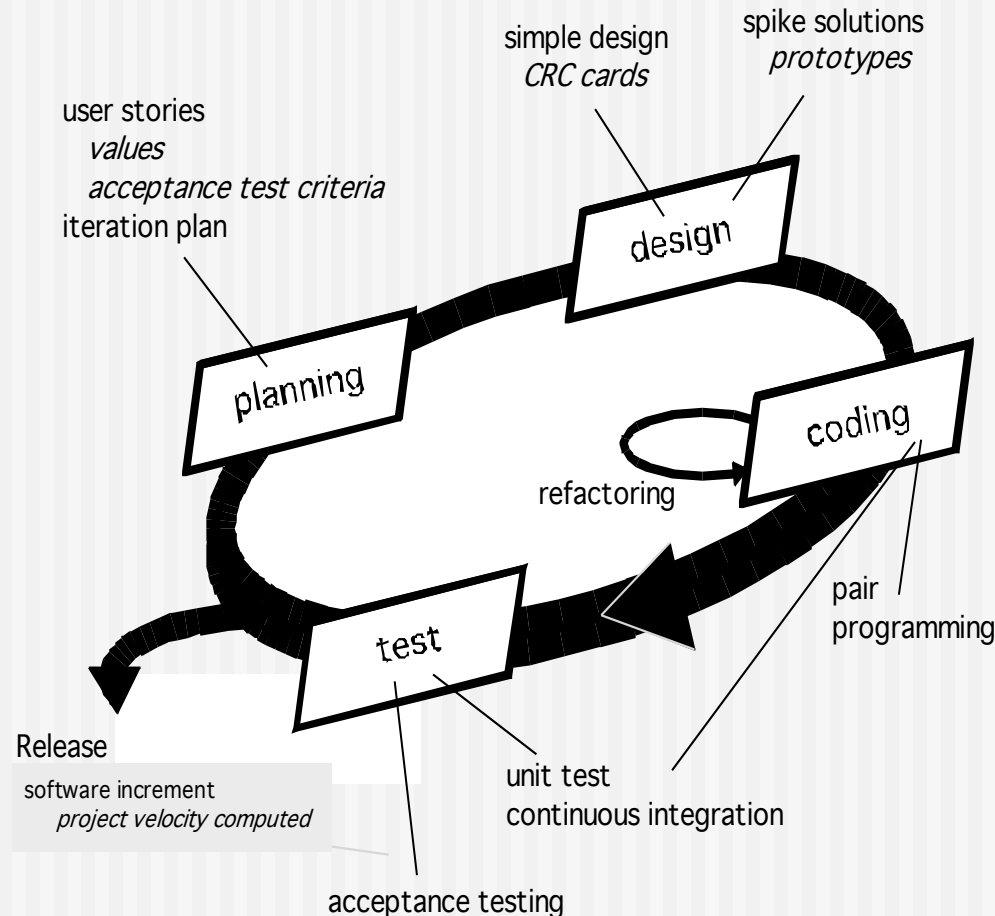 spike solutions
prototypes
simple design
CRC cards
user stories
values
acceptance test criteria
iteration plan
design
planning
coding
refactoring
pair
programming
test
Release
software increment
project velocity computed
unit test
continuous integration
acceptance testing